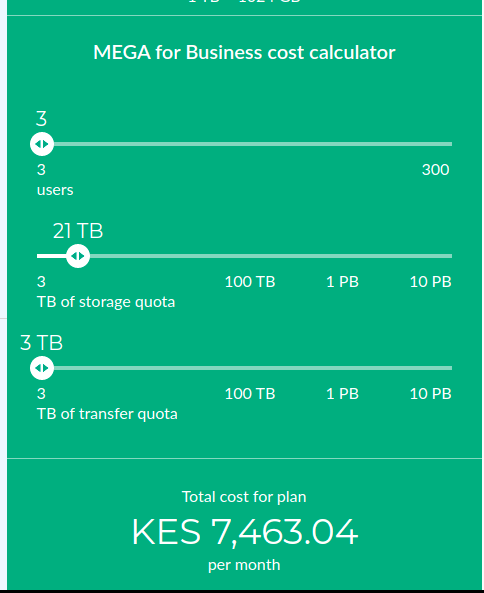 MEGA for Business cost calculator
3
3 300
users
21 TB
3 100 TB 1 PB 10 PB
TB of storage quota
3 TB
3 100 TB 1 PB 10 PB
TB of transfer quota
Total cost for plan
KES 7,463.04
per month